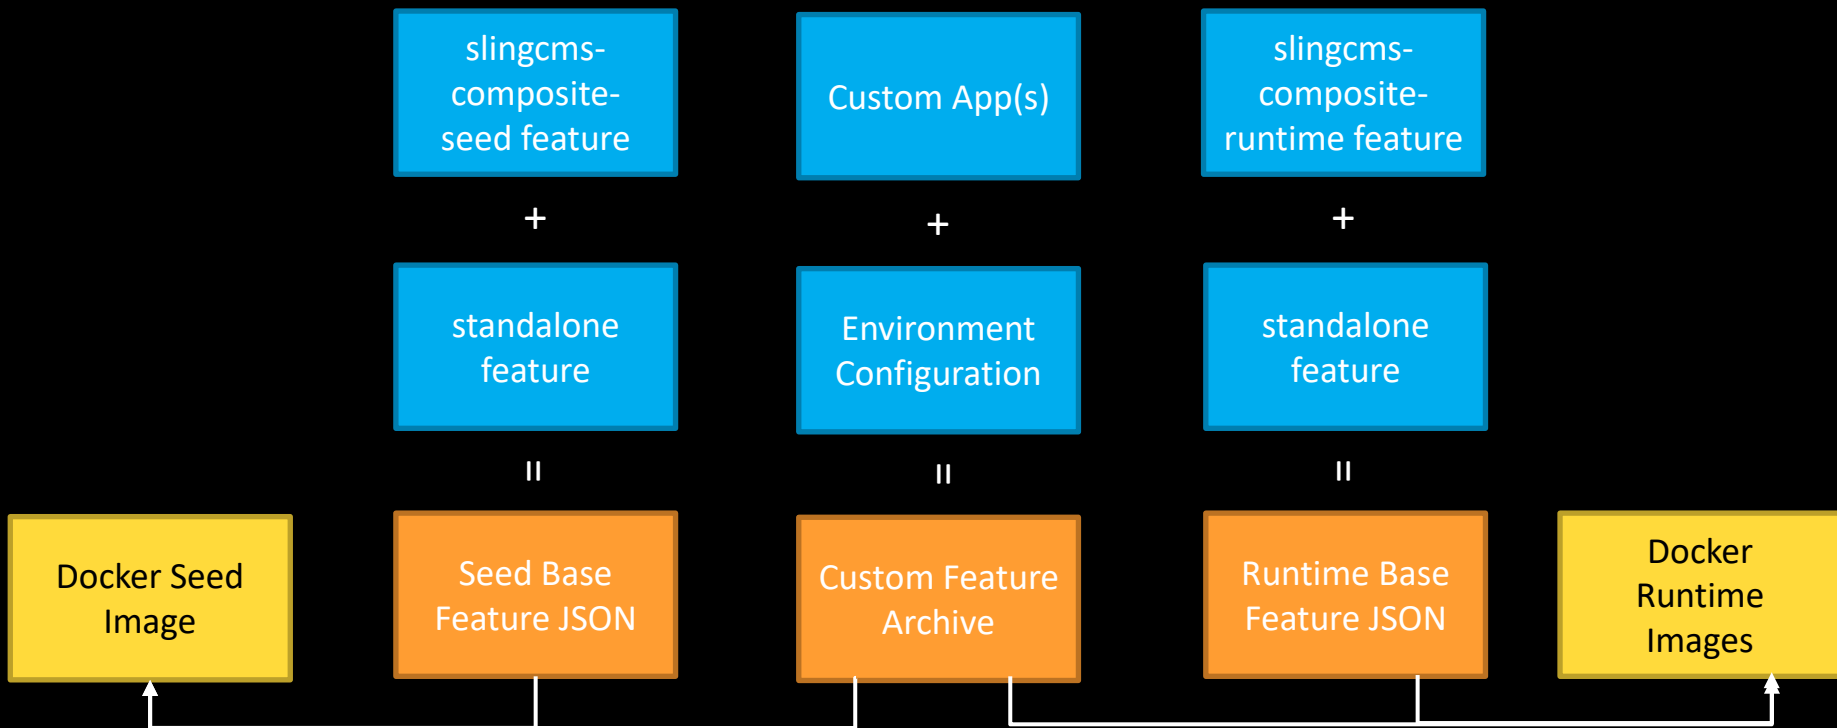 slingcms-
composite-
seed feature
Custom App(s)
slingcms-
composite-
runtime feature
+
+
+
standalone
feature
Environment
Configuration
standalone
feature
=
=
=
Docker Seed
Image
Seed Base
Feature JSON
Custom Feature
Archive
Runtime Base
Feature JSON
Docker
Runtime
Images